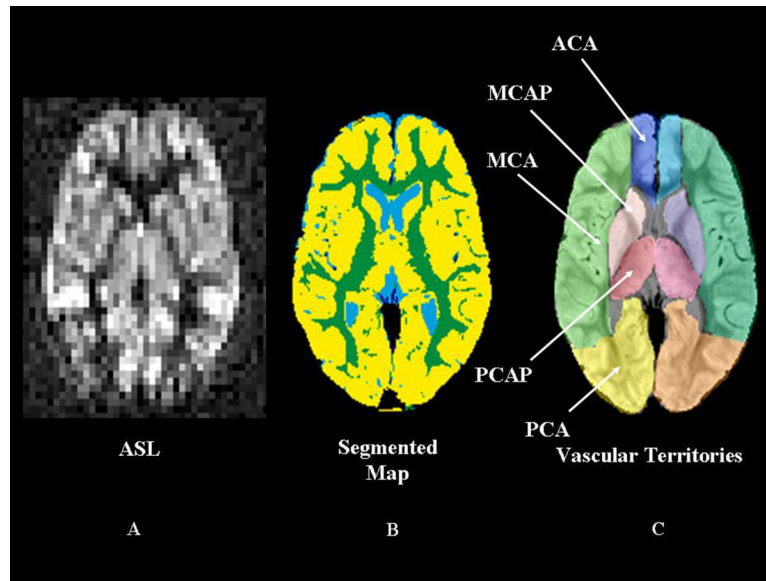 ACA
MCAP
MCA
PCAP
PCA
ASL
Segmented
Map
Vascular Territories
A
B
C